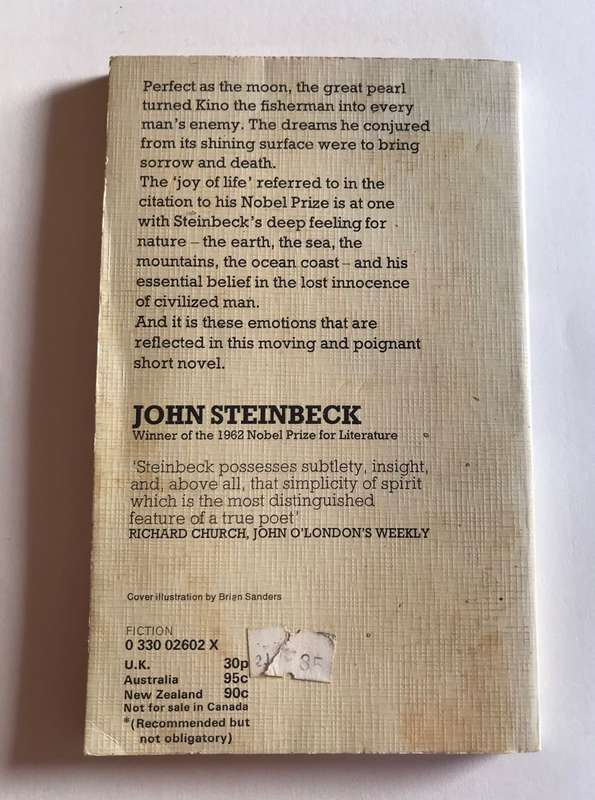 Perfect as the moon, the great pearl
turned Kino the fisherman into every
man's enemy. The dreams he conjured
from its shining surface were to bring
sorrow and death.
The 'joy of life' referred to in the
citation to his Nobel Prize is at one
with Steinbeck's deep feeling for
nature – the earth, the sea, the
mountains, the ocean coast – and his
essential belief in the lost innocence
of civilized man.
And it is these emotions that are
reflected in this moving and poignant
short novel.
JOHN STEINBECK
Winner of the 1962 Nobel Prize for Literature
'Steinbeck possesses subtlety, insight,
and, above all, that simplicity of spirit
which is the most distinguished
feature of a true poet'
RICHARD CHURCH, JOHN O'LONDON'S WEEKLY
Cover illustration by Brian Sanders
FICTION
0 330 02602 X
U.K. 30p
Australia 95c
New Zealand 90c
Not for sale in Canada
*(Recommended but
not obligatory)